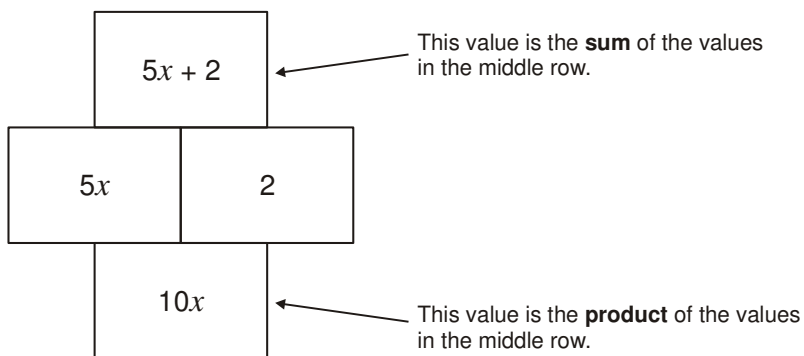 5x + 2
This value is the sum of the values
in the middle row.
5x
2
10x
This value is the product of the values
in the middle row.